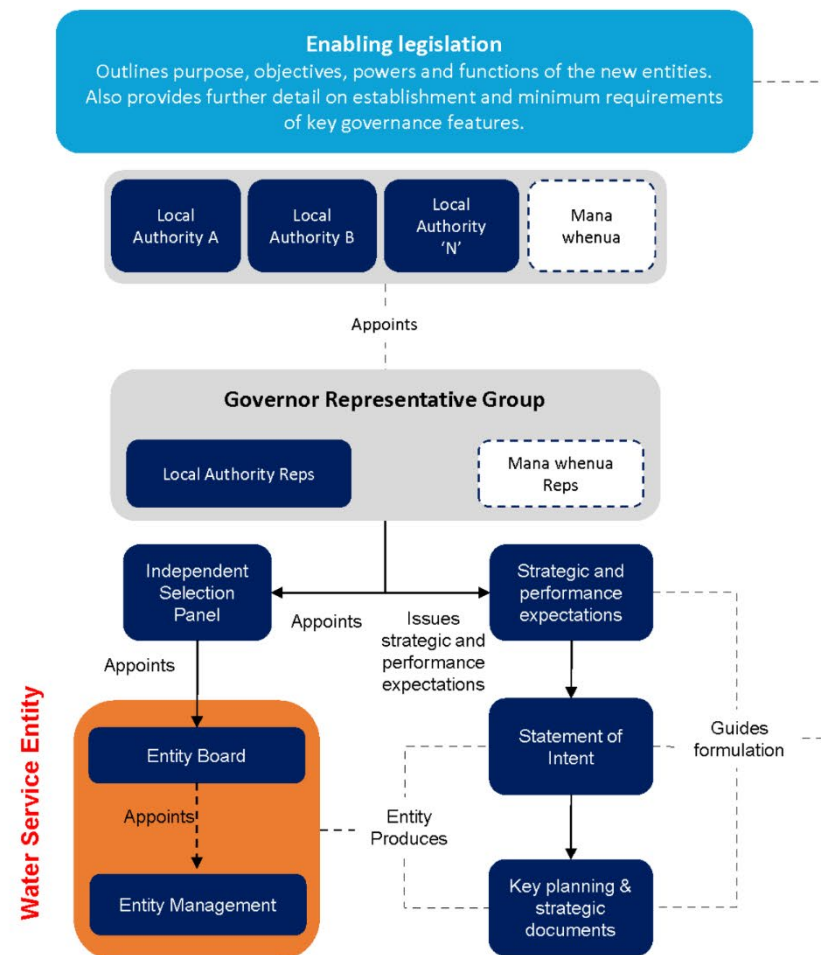 Enabling legislation
Outlines purpose, objectives, powers and functions of the new entities.
Also provides further detail on establishment and minimum requirements
of key governance features.
Local
Authority A
Local
Authority B
Local
Authority
‘N’
Mana
whenua
Appoints
Governor Representative Group
Local Authority Reps
Mana whenua
Reps
Independent
Selection
Panel
Appoints
Issues
strategic and
performance
expectations
Strategic and
performance
expectations
Appoints
Water Service Entity
Entity Board
Appoints
Entity Management
Entity
Produces
Statement of
Intent
Guides
formulation
Key planning &
strategic
documents